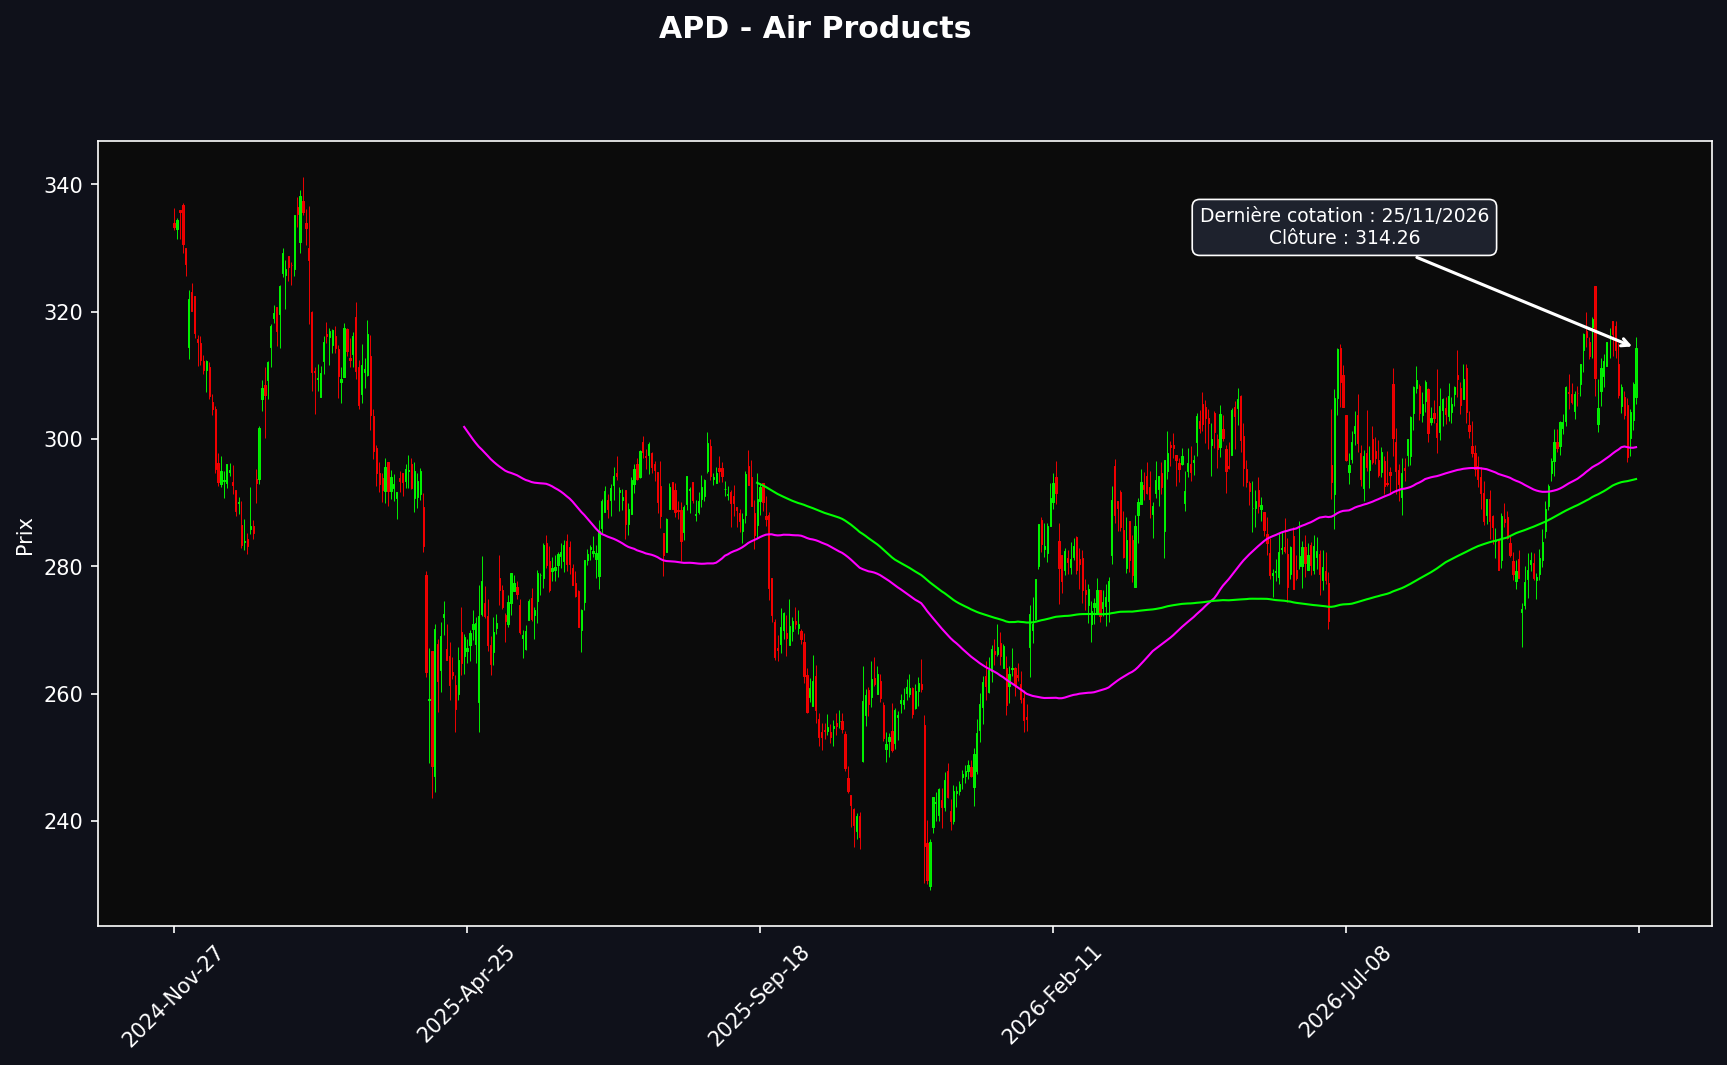 APD - Air Products
Dernière cotation : 25/11/2026
Clôture : 314.26
Prix
340
320
300
280
260
240
2024-Nov-27
2025-Apr-25
2025-Sep-18
2026-Feb-11
2026-Jul-08